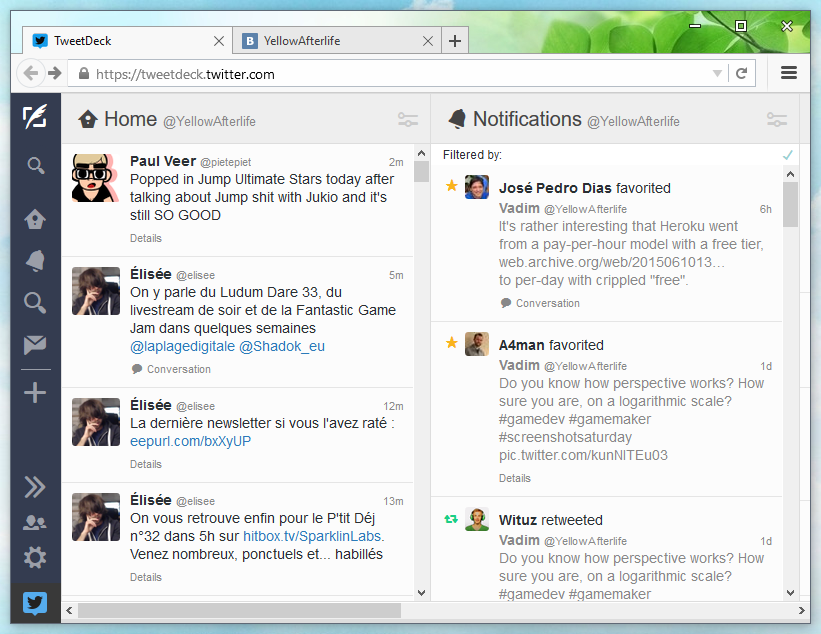 TweetDeck
B YellowAfterlife
https://tweetdeck.twitter.com
Home @YellowAfterlife
Paul Veer @pietepiet 2m
Popped in Jump Ultimate Stars today after
talking about Jump shit with Jukio and it's
still SO GOOD
Details
Élisée @elisee 5m
On y parle du Ludum Dare 33, du
livestream de soir et de la Fantastic Game
Jam dans quelques semaines
@laplagedigitale @Shadok_eu
Conversation
Élisée @elisee 12m
La dernière newsletter si vous l'avez raté :
eepurl.com/bxXyUP
Details
Élisée @elisee 13m
On vous retrouve enfin pour le P'tit Déj
n°32 dans 5h sur hitbox.tv/SparklinLabs.
Venez nombreux, ponctuels et... habillés
Details
Notifications @YellowAfterlife
Filtered by:
José Pedro Dias favorited
Vadim @YellowAfterlife 6h
It's rather interesting that Heroku went
from a pay-per-hour model with a free tier,
web.archive.org/web/2015061013…
to per-day with crippled "free".
Conversation
A4man favorited
Vadim @YellowAfterlife 1d
Do you know how perspective works? How
sure you are, on a logarithmic scale?
#gamedev #gamemaker
#screenshotsaturday
pic.twitter.com/kunNlTEu03
Details
Wituz retweeted
Vadim @YellowAfterlife 1d
Do you know how perspective works? How
sure you are, on a logarithmic scale?
#gamedev #gamemaker